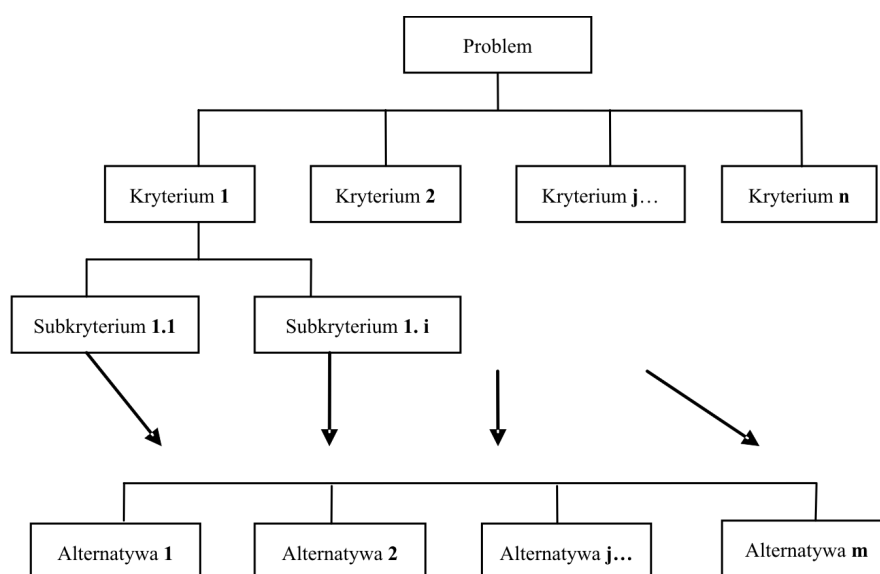 Problem
Kryterium 1
Kryterium 2
Kryterium j…
Kryterium n
Subkryterium 1.1
Subkryterium 1. i
Alternatywa 1
Alternatywa 2
Alternatywa j…
Alternatywa m